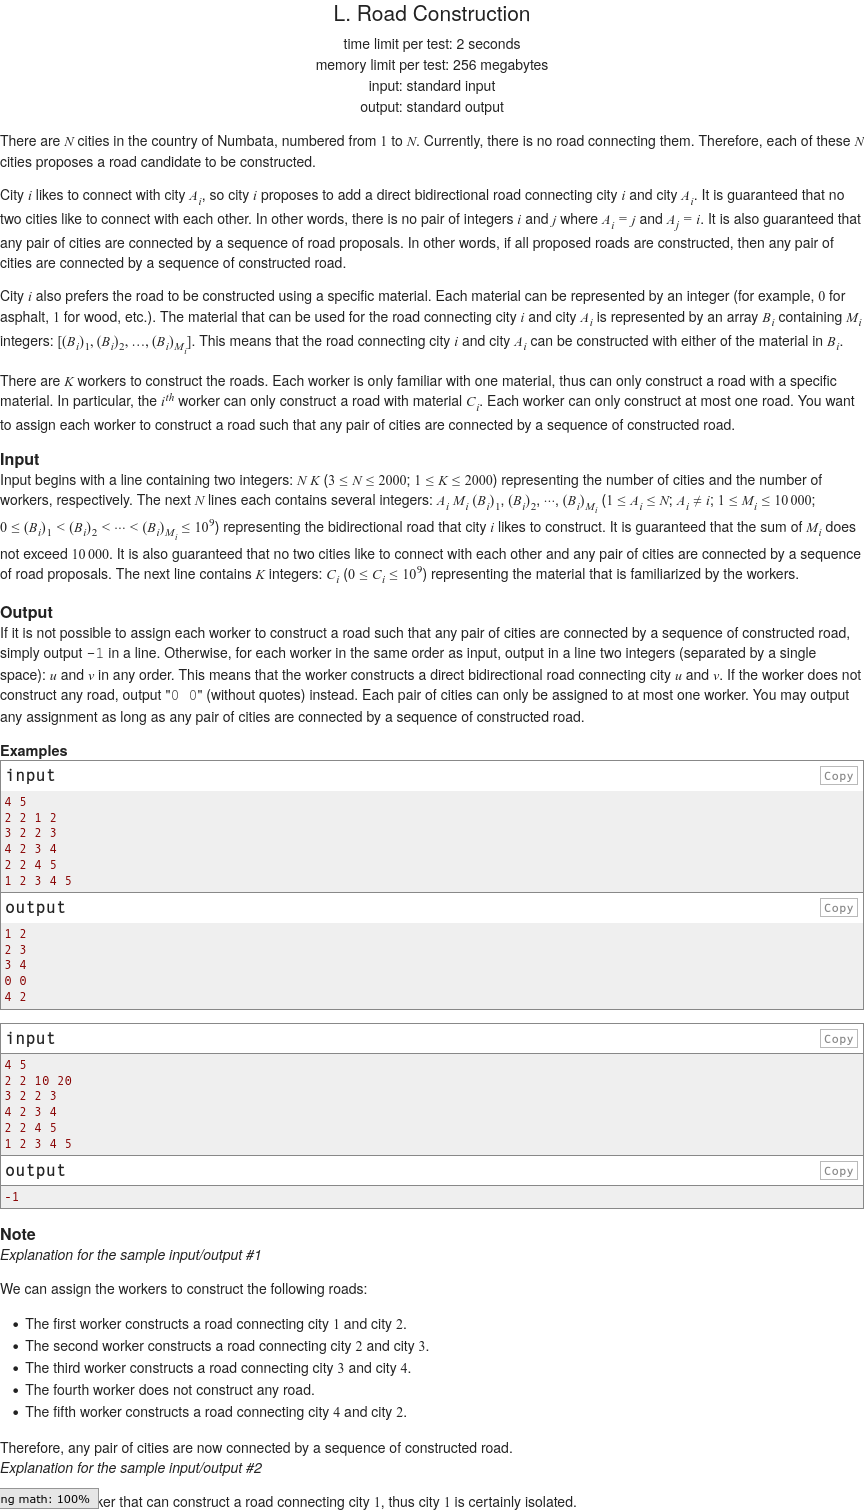 L. Road Construction
time limit per test: 2 seconds
memory limit per test: 256 megabytes
input: standard input
output: standard output
There are N cities in the country of Numbata, numbered from 1 to N. Currently, there is no road connecting them. Therefore, each of these N
cities proposes a road candidate to be constructed.
City i likes to connect with city A_i, so city i proposes to add a direct bidirectional road connecting city i and city A_i. It is guaranteed that no
two cities like to connect with each other. In other words, there is no pair of integers i and j where A_i = j and A_j = i. It is also guaranteed that
any pair of cities are connected by a sequence of road proposals. In other words, if all proposed roads are constructed, then any pair of
cities are connected by a sequence of constructed road.
City i also prefers the road to be constructed using a specific material. Each material can be represented by an integer (for example, 0 for
asphalt, 1 for wood, etc.). The material that can be used for the road connecting city i and city A_i is represented by an array B_i containing M_i
integers: [(B_i)_1, (B_i)_2, …, (B_i)_{M_i}]. This means that the road connecting city i and city A_i can be constructed with either of the material in B_i.
There are K workers to construct the roads. Each worker is only familiar with one material, thus can only construct a road with a specific
material. In particular, the i^{th} worker can only construct a road with material C_i. Each worker can only construct at most one road. You want
to assign each worker to construct a road such that any pair of cities are connected by a sequence of constructed road.
Input
Input begins with a line containing two integers: N K (3 ≤ N ≤ 2000; 1 ≤ K ≤ 2000) representing the number of cities and the number of
workers, respectively. The next N lines each contains several integers: A_i M_i (B_i)_1, (B_i)_2, ⋯, (B_i)_{M_i} (1 ≤ A_i ≤ N; A_i ≠ i; 1 ≤ M_i ≤ 10 000;
0 ≤ (B_i)_1 < (B_i)_2 < ⋯ < (B_i)_{M_i} ≤ 10^9) representing the bidirectional road that city i likes to construct. It is guaranteed that the sum of M_i does
not exceed 10 000. It is also guaranteed that no two cities like to connect with each other and any pair of cities are connected by a sequence
of road proposals. The next line contains K integers: C_i (0 ≤ C_i ≤ 10^9) representing the material that is familiarized by the workers.
Output
If it is not possible to assign each worker to construct a road such that any pair of cities are connected by a sequence of constructed road,
simply output -1 in a line. Otherwise, for each worker in the same order as input, output in a line two integers (separated by a single
space): u and v in any order. This means that the worker constructs a direct bidirectional road connecting city u and v. If the worker does not
construct any road, output "0 0" (without quotes) instead. Each pair of cities can only be assigned to at most one worker. You may output
any assignment as long as any pair of cities are connected by a sequence of constructed road.
Examples
input Copy
4 5
2 2 1 2
3 2 2 3
4 2 3 4
2 2 4 5
1 2 3 4 5
output Copy
1 2
2 3
3 4
0 0
4 2
input Copy
4 5
2 2 10 20
3 2 2 3
4 2 3 4
2 2 4 5
1 2 3 4 5
output Copy
-1
Note
Explanation for the sample input/output #1
We can assign the workers to construct the following roads:
• The first worker constructs a road connecting city 1 and city 2.
• The second worker constructs a road connecting city 2 and city 3.
• The third worker constructs a road connecting city 3 and city 4.
• The fourth worker does not construct any road.
• The fifth worker constructs a road connecting city 4 and city 2.
Therefore, any pair of cities are now connected by a sequence of constructed road.
Explanation for the sample input/output #2
ng math: 100% ker that can construct a road connecting city 1, thus city 1 is certainly isolated.